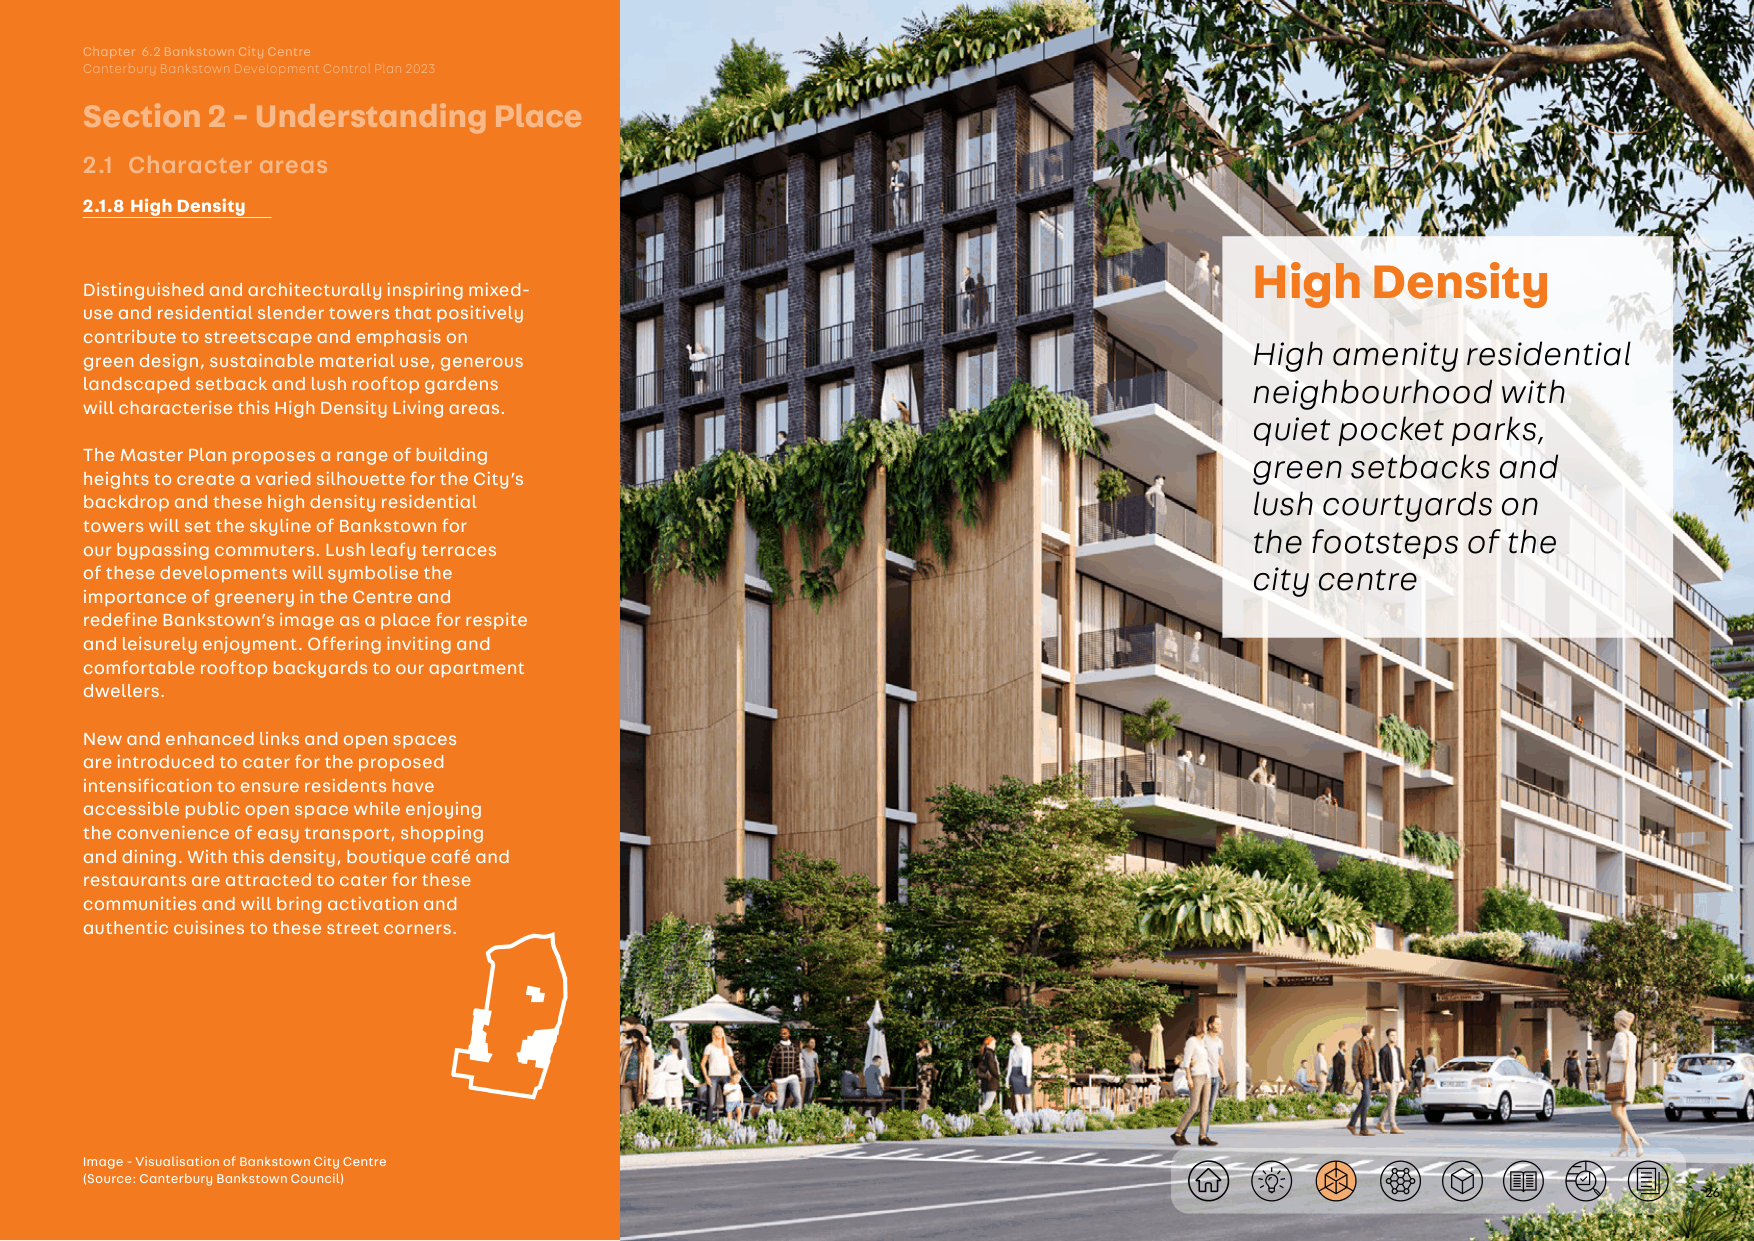 Chapter 6.2 Bankstown City Centre
Canterbury Bankstown Development Control Plan 2023
Section 2 – Understanding Place
2.1 Character areas
2.1.8 High Density
Distinguished and architecturally inspiring mixed-
use and residential slender towers that positively
contribute to streetscape and emphasis on
green design, sustainable material use, generous
landscaped setback and lush rooftop gardens
will characterise this High Density Living areas.
The Master Plan proposes a range of building
heights to create a varied silhouette for the City’s
backdrop and these high density residential
towers will set the skyline of Bankstown for
our bypassing commuters. Lush leafy terraces
of these developments will symbolise the
importance of greenery in the Centre and
redefine Bankstown’s image as a place for respite
and leisurely enjoyment. Offering inviting and
comfortable rooftop backyards to our apartment
dwellers.
New and enhanced links and open spaces
are introduced to cater for the proposed
intensification to ensure residents have
accessible public open space while enjoying
the convenience of easy transport, shopping
and dining. With this density, boutique café and
restaurants are attracted to cater for these
communities and will bring activation and
authentic cuisines to these street corners.
Image - Visualisation of Bankstown City Centre
(Source: Canterbury Bankstown Council)
High Density
High amenity residential
neighbourhood with
quiet pocket parks,
green setbacks and
lush courtyards on
the footsteps of the
city centre
26